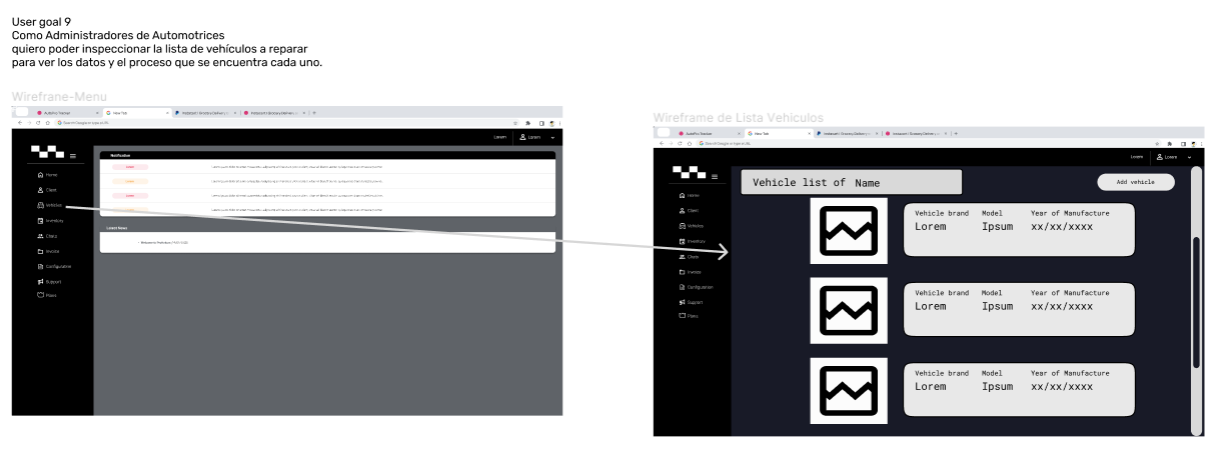 User goal 9
Como Administradores de Automotrices
quiero poder inspeccionar la lista de vehículos a reparar
para ver los datos y el proceso que se encuentra cada uno.
Wirefrane-Menu
New Tab
Lorem
Lorem
Notification
Home
Client
Vehicles
Inventory
Chats
Invoice
Configuration
Support
Plans
Latest News
Wireframe de Lista Vehiculos
New Tab
Lorem
Lorem
Home
Client
Vehicles
Inventory
Chats
Invoice
Configuration
Support
Plans
Vehicle list of Name
Add vehicle
Vehicle brand Model Year of Manufacture
Lorem Ipsum xx/xx/xxxx
Vehicle brand Model Year of Manufacture
Lorem Ipsum xx/xx/xxxx
Vehicle brand Model Year of Manufacture
Lorem Ipsum xx/xx/xxxx